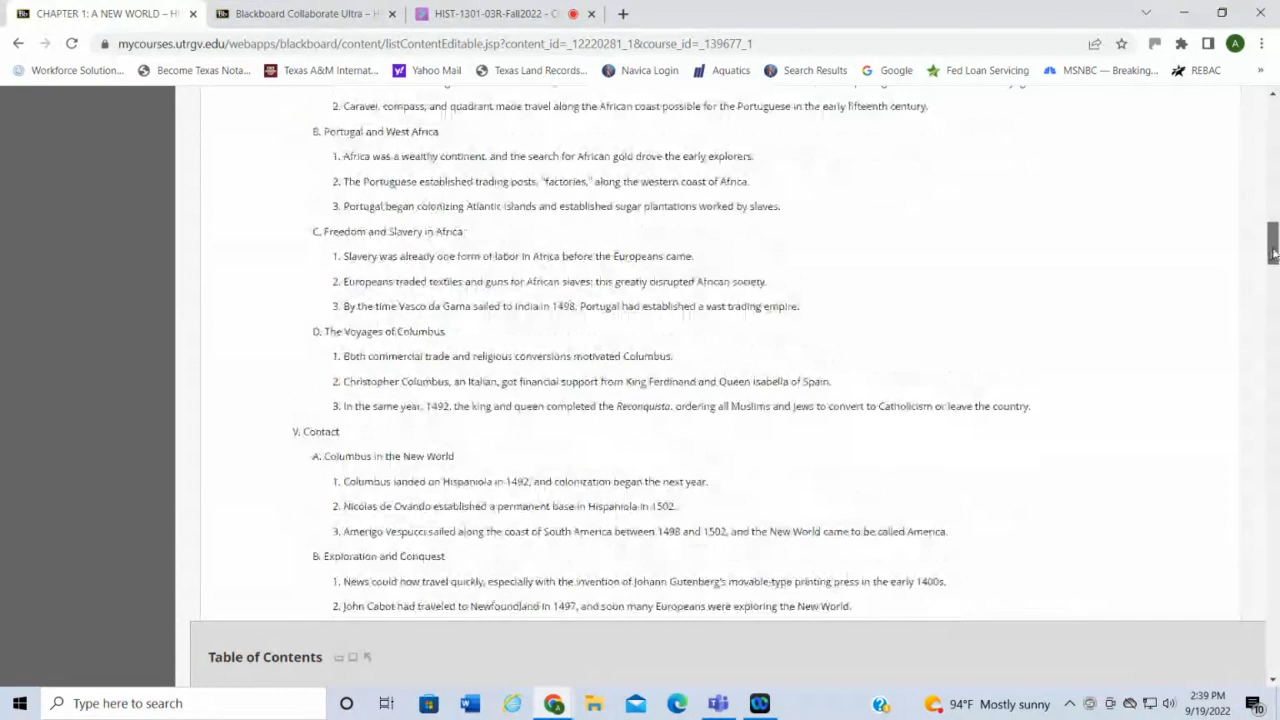 CHAPTER 1: A NEW WORLD – H
Blackboard Collaborate Ultra – H
HIST-1301-03R-Fall2022 - C
mycourses.utrgv.edu/webapps/blackboard/content/listContentEditable.jsp?content_id=_12220281_1&course_id=_139677_1
A
Workforce Solution... Become Texas Nota... Texas A&M Internat... Yahoo Mail Texas Land Records... Navica Login Aquatics Search Results Google Fed Loan Servicing MSNBC — Breaking... REBAC »
2. Caravel, compass, and quadrant made travel along the African coast possible for the Portuguese in the early fifteenth century.
B. Portugal and West Africa
1. Africa was a wealthy continent, and the search for African gold drove the early explorers.
2. The Portuguese established trading posts, "factories," along the western coast of Africa.
3. Portugal began colonizing Atlantic islands and established sugar plantations worked by slaves.
C. Freedom and Slavery in Africa
1. Slavery was already one form of labor in Africa before the Europeans came.
2. Europeans traded textiles and guns for African slaves; this greatly disrupted African society.
3. By the time Vasco da Gama sailed to India in 1498, Portugal had established a vast trading empire.
D. The Voyages of Columbus
1. Both commercial trade and religious conversions motivated Columbus.
2. Christopher Columbus, an Italian, got financial support from King Ferdinand and Queen Isabella of Spain.
3. In the same year, 1492, the king and queen completed the Reconquista, ordering all Muslims and Jews to convert to Catholicism or leave the country.
V. Contact
A. Columbus in the New World
1. Columbus landed on Hispaniola in 1492, and colonization began the next year.
2. Nicolas de Ovando established a permanent base in Hispaniola in 1502.
3. Amerigo Vespucci sailed along the coast of South America between 1498 and 1502, and the New World came to be called America.
B. Exploration and Conquest
1. News could now travel quickly, especially with the invention of Johann Gutenberg's movable-type printing press in the early 1400s.
2. John Cabot had traveled to Newfoundland in 1497, and soon many Europeans were exploring the New World.
Table of Contents
Type here to search
94°F Mostly sunny
2:39 PM
9/19/2022
10